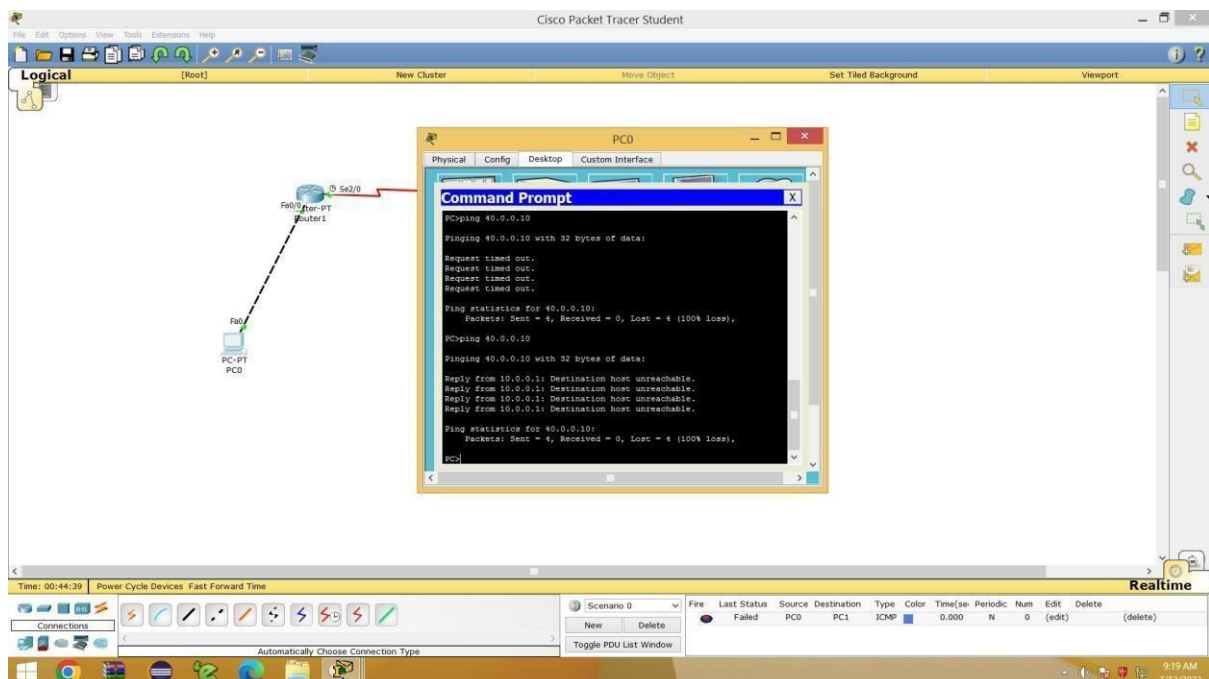 Cisco Packet Tracer Student
File Edit Options View Tools Extensions Help
Logical [Root] New Cluster Move Object Set Tiled Background Viewport
PC0
Physical Config Desktop Custom Interface
Command Prompt X
PC>ping 40.0.0.10
Pinging 40.0.0.10 with 32 bytes of data:
Request timed out.
Request timed out.
Request timed out.
Request timed out.
Ping statistics for 40.0.0.10:
Packets: Sent = 4, Received = 0, Lost = 4 (100% loss),
PC>ping 40.0.0.10
Pinging 40.0.0.10 with 32 bytes of data:
Reply from 10.0.0.1: Destination host unreachable.
Reply from 10.0.0.1: Destination host unreachable.
Reply from 10.0.0.1: Destination host unreachable.
Reply from 10.0.0.1: Destination host unreachable.
Ping statistics for 40.0.0.10:
Packets: Sent = 4, Received = 0, Lost = 4 (100% loss),
PC>
Se2/0
Fa0/0 ter-PT
Router1
Fa0
PC-PT
PC0
Time: 00:44:39 Power Cycle Devices Fast Forward Time Realtime
Connections
Automatically Choose Connection Type
Scenario 0
New Delete
Toggle PDU List Window
Fire Last Status Source Destination Type Color Time(se Periodic Num Edit Delete
Failed PC0 PC1 ICMP 0.000 N 0 (edit) (delete)
9:19 AM